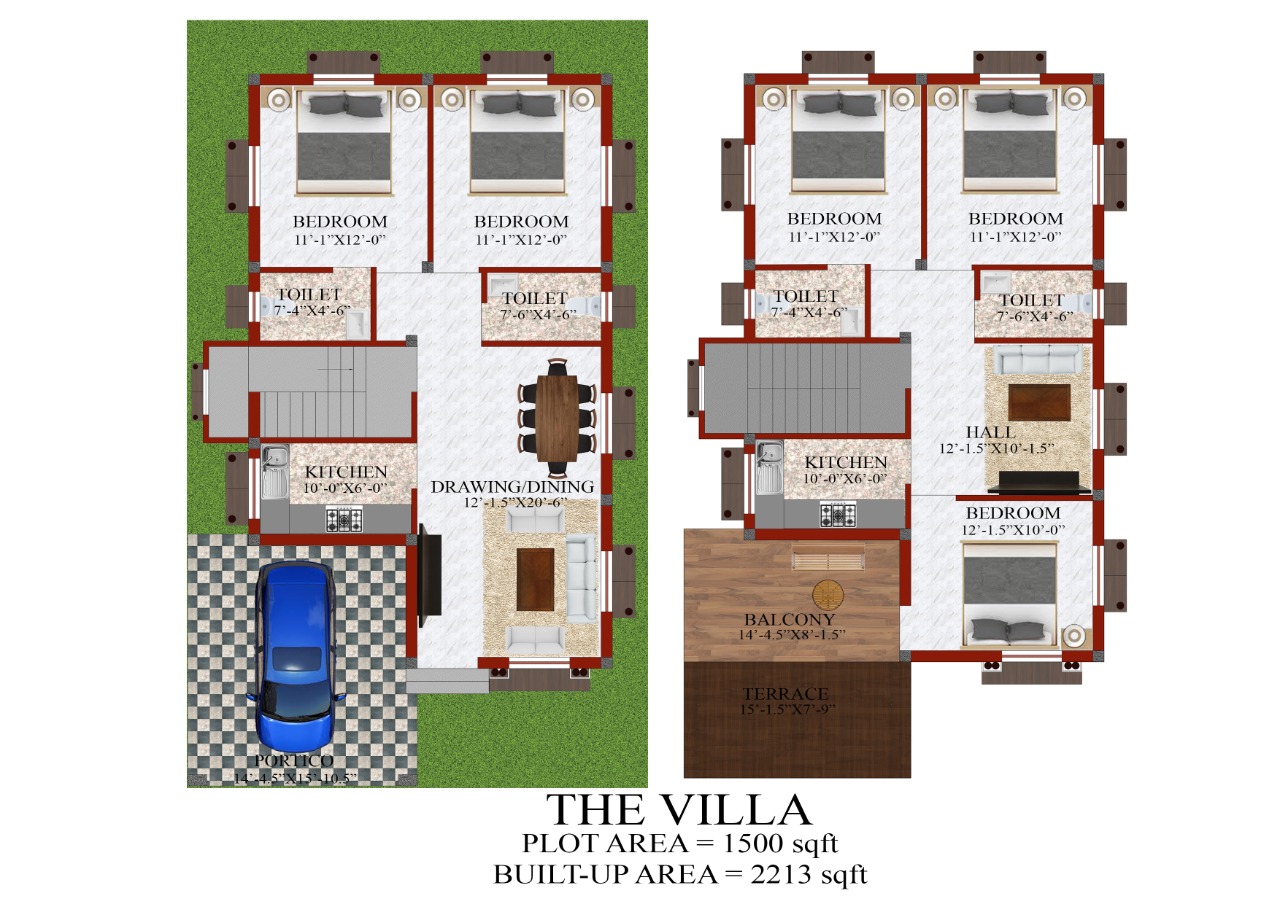 BEDROOM
11’-1”X12’-0”
BEDROOM
11’-1”X12’-0”
TOILET
7’-4”X4’-6”
TOILET
7’-6”X4’-6”
KITCHEN
10’-0”X6’-0”
DRAWING/DINING
12’-1.5”X20’-6”
PORTICO
14’-4.5”X15’-10.5”
BEDROOM
11’-1”X12’-0”
BEDROOM
11’-1”X12’-0”
TOILET
7’-4”X4’-6”
TOILET
7’-6”X4’-6”
HALL
12’-1.5”X10’-1.5”
KITCHEN
10’-0”X6’-0”
BEDROOM
12’-1.5”X10’-0”
BALCONY
14’-4.5”X8’-1.5”
TERRACE
15’-1.5”X7’-9”
THE VILLA
PLOT AREA = 1500 sqft
BUILT-UP AREA = 2213 sqft